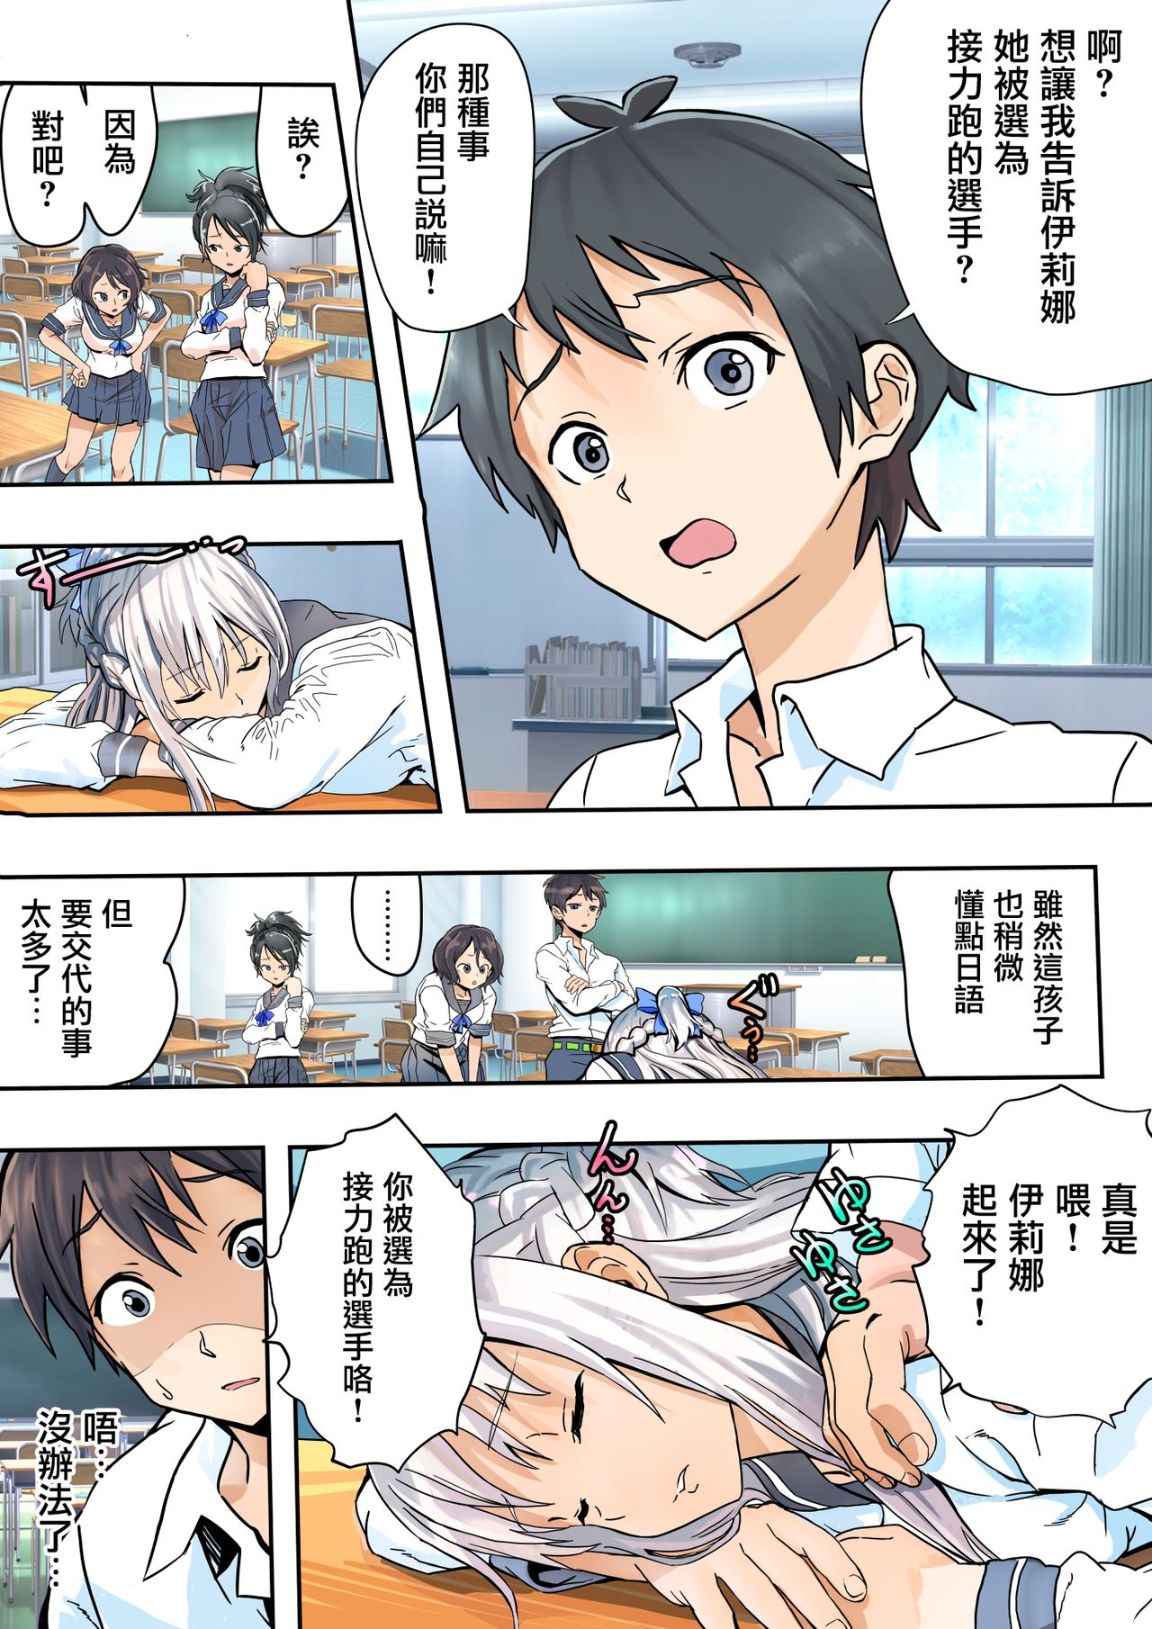 啊？
想讓我告訴伊莉娜
她被選為
接力跑的選手？
那種事
你們自己説嘛！
誒？
因為
對吧？
すーーーっ
雖然這孩子
也稍微
懂點日語
ぐぅ…
………
但
要交代的事
太多了…
真是
喂！
伊莉娜
起來了！
ゆさ
ゆさ
んん…
你被選為
接力跑的選手咯！
唔…
沒辦法了…